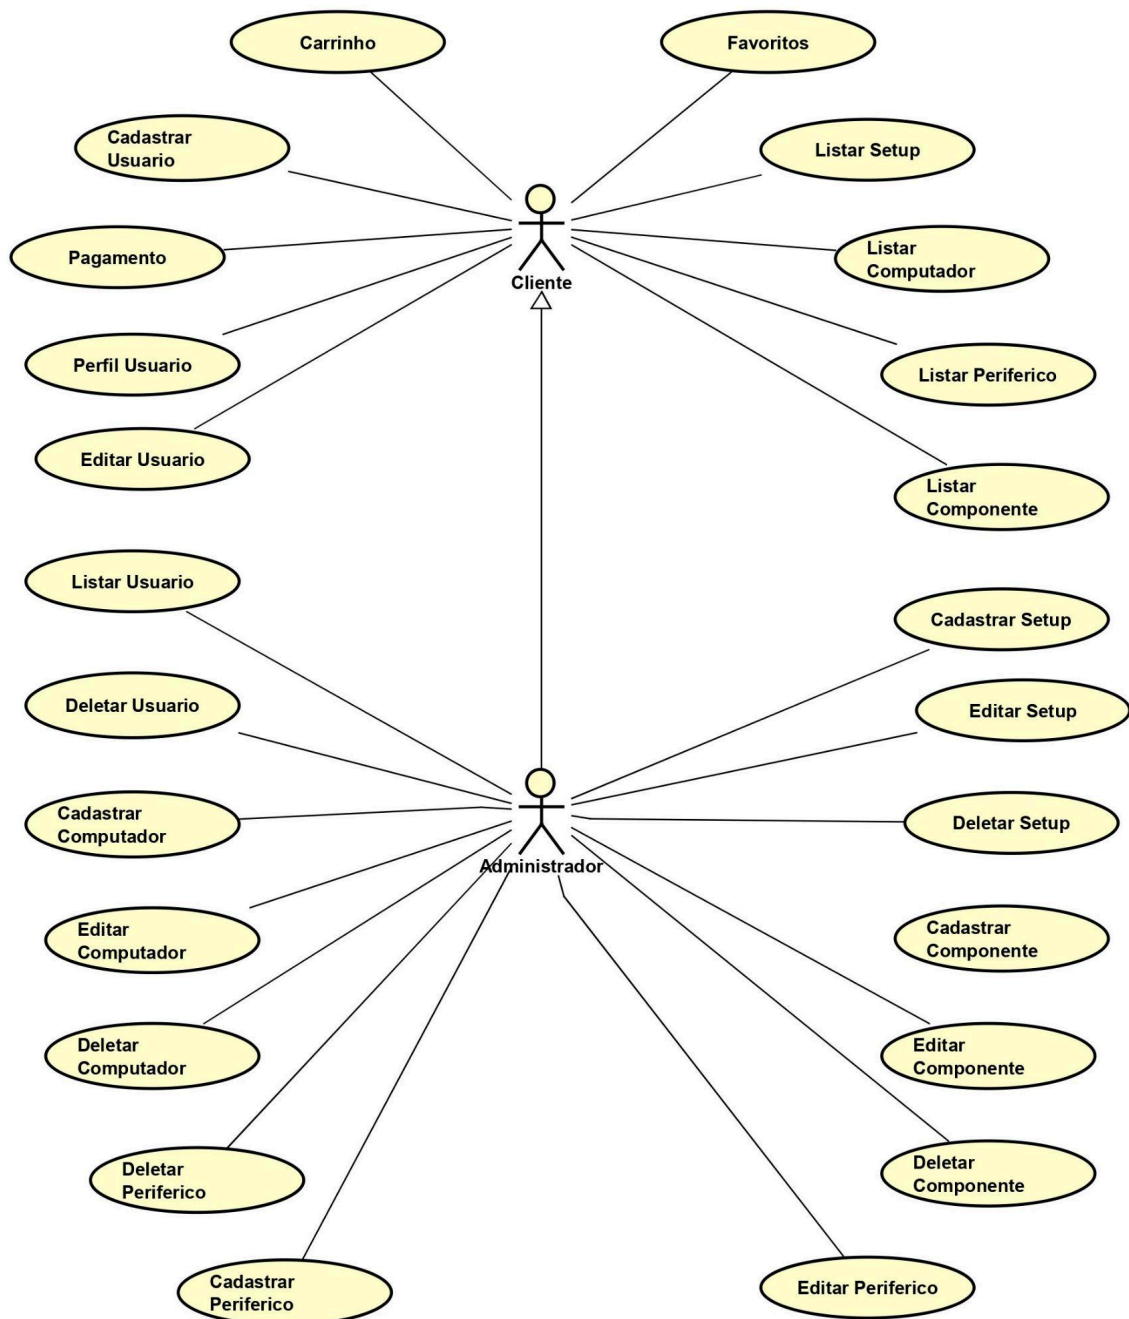 Carrinho
Favoritos
Cadastrar
Usuario
Listar Setup
Pagamento
Listar
Computador
Cliente
Perfil Usuario
Listar Periferico
Editar Usuario
Listar
Componente
Listar Usuario
Cadastrar Setup
Deletar Usuario
Editar Setup
Cadastrar
Computador
Deletar Setup
Administrador
Editar
Computador
Cadastrar
Componente
Deletar
Computador
Editar
Componente
Deletar
Periferico
Deletar
Componente
Cadastrar
Periferico
Editar Periferico